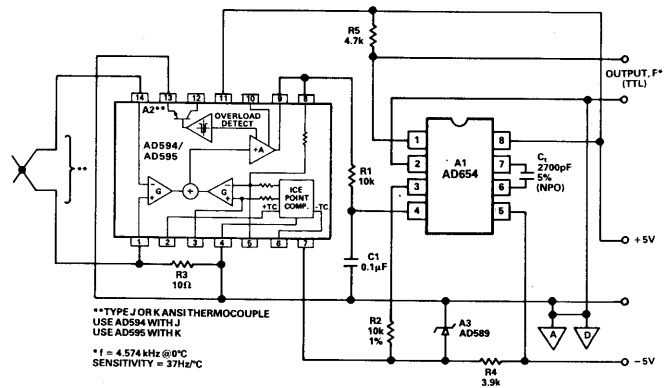 R5
4.7k
OUTPUT, F*
(TTL)
14
13
12
11
10
9
8
A2**
OVERLOAD
DETECT
AD594/
AD595
+A
G
÷
G
ICE
POINT
COMP.
+TC
-TC
**
1
2
3
4
5
6
7
R3
10Ω
R1
10k
C1
0.1μF
1
2
3
4
A1
AD654
8
7
6
5
Ct
2700pF
5%
(NPO)
+5V
R2
10k
1%
A3
AD589
A
D
R4
3.9k
-5V
**TYPE J OR K ANSI THERMOCOUPLE
USE AD594 WITH J
USE AD595 WITH K
* f = 4.574 kHz @0°C
SENSITIVITY = 37Hz/°C